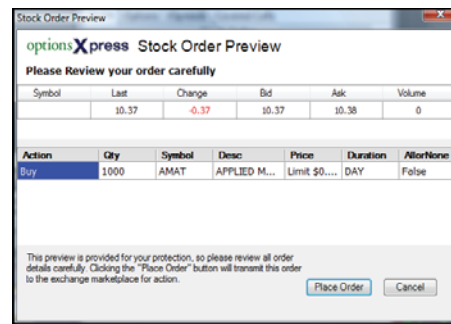 Stock Order Preview
optionsXpress Stock Order Preview
Please Review your order carefully
Symbol Last Change Bid Ask Volume
10.37 -0.37 10.37 10.38 0
Action Qty Symbol Desc Price Duration AllorNone
Buy 1000 AMAT APPLIED M... Limit $0.... DAY False
This preview is provided for your protection, so please review all order
details carefully. Clicking the "Place Order" button will transmit this order
to the exchange marketplace for action.
Place Order Cancel